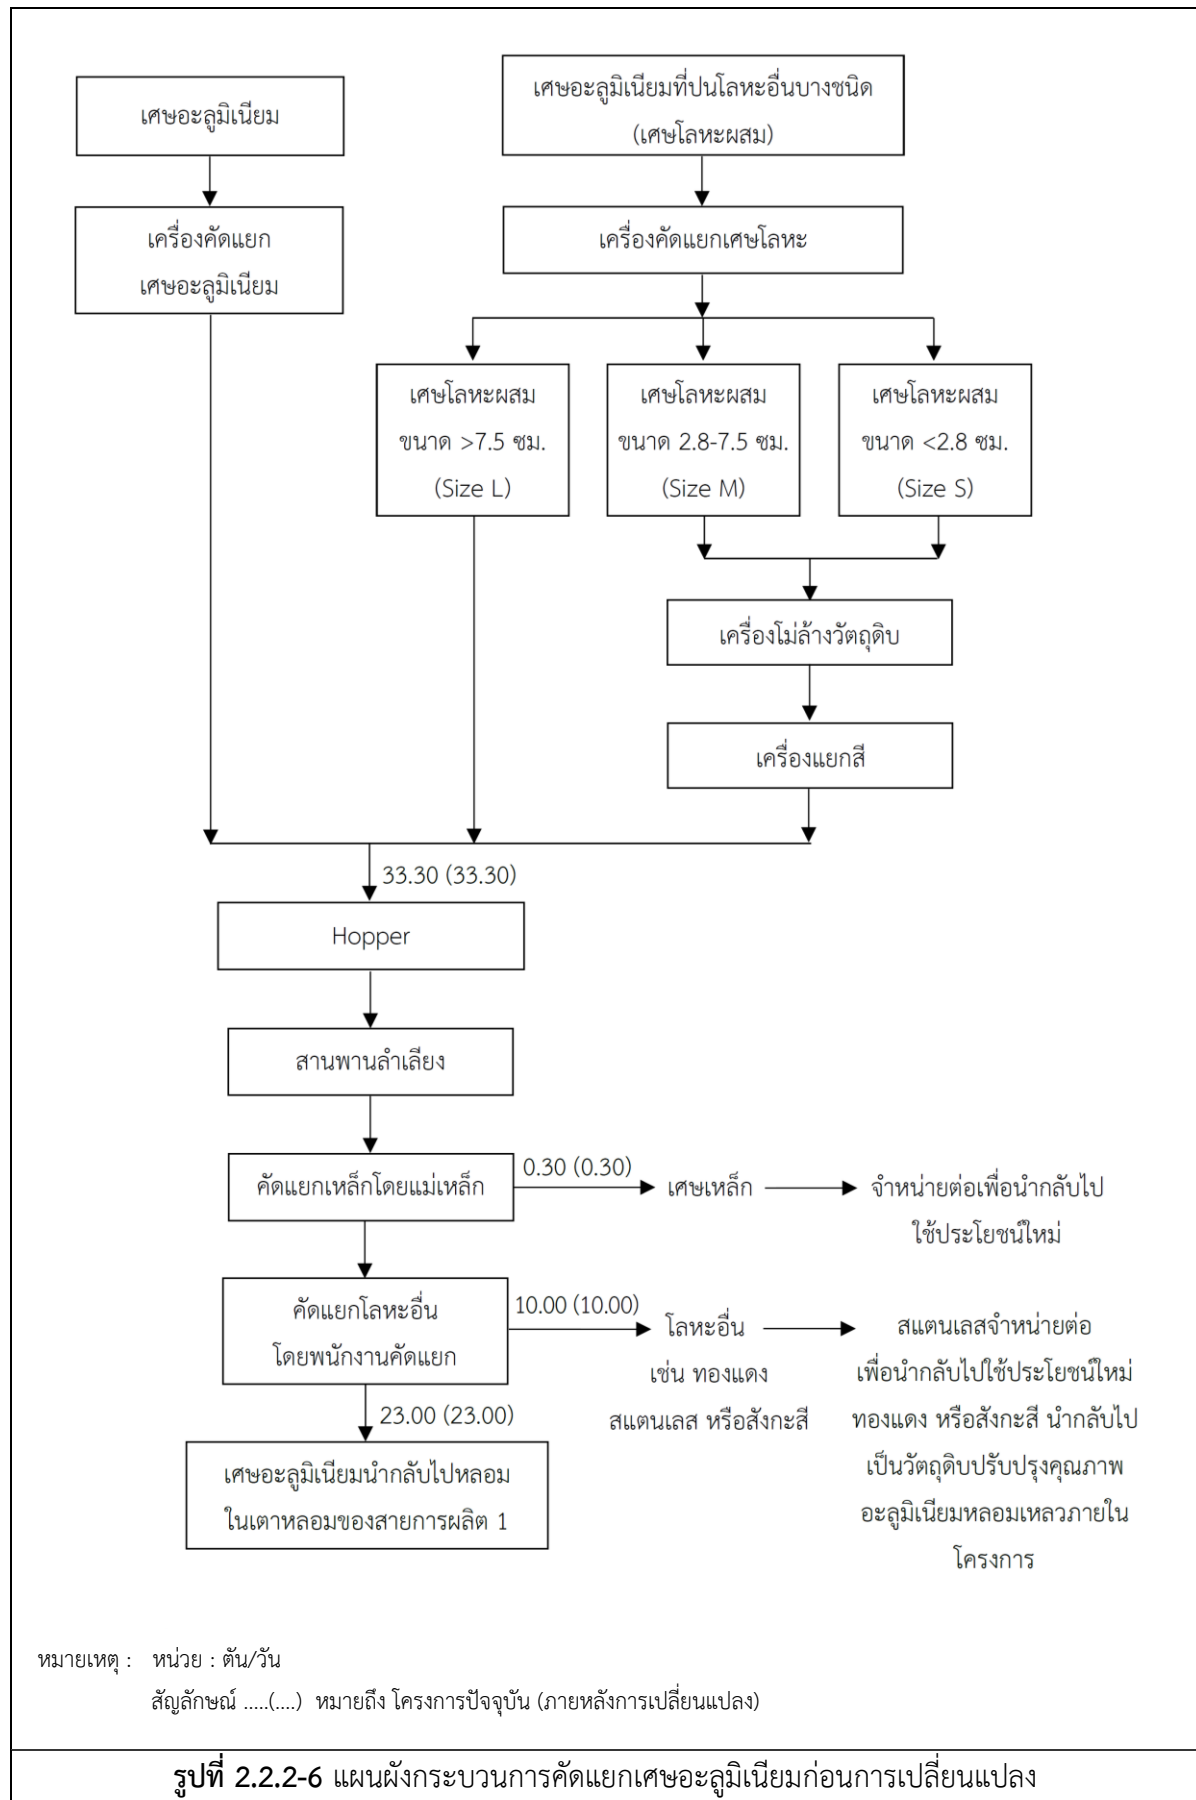 เศษอะลูมิเนียม
เศษอะลูมิเนียมที่ปนโลหะอื่นบางชนิด
(เศษโลหะผสม)
เครื่องคัดแยก
เศษอะลูมิเนียม
เครื่องคัดแยกเศษโลหะ
เศษโลหะผสม
ขนาด >7.5 ซม.
(Size L)
เศษโลหะผสม
ขนาด 2.8-7.5 ซม.
(Size M)
เศษโลหะผสม
ขนาด <2.8 ซม.
(Size S)
เครื่องโม่ล้างวัตถุดิบ
เครื่องแยกสี
33.30 (33.30)
Hopper
สานพานลำเลียง
คัดแยกเหล็กโดยแม่เหล็ก
0.30 (0.30)
เศษเหล็ก
จำหน่ายต่อเพื่อนำกลับไป
ใช้ประโยชน์ใหม่
คัดแยกโลหะอื่น
โดยพนักงานคัดแยก
10.00 (10.00)
โลหะอื่น
เช่น ทองแดง
สแตนเลส หรือสังกะสี
สแตนเลสจำหน่ายต่อ
เพื่อนำกลับไปใช้ประโยชน์ใหม่
ทองแดง หรือสังกะสี นำกลับไป
เป็นวัตถุดิบปรับปรุงคุณภาพ
อะลูมิเนียมหลอมเหลวภายใน
โครงการ
23.00 (23.00)
เศษอะลูมิเนียมนำกลับไปหลอม
ในเตาหลอมของสายการผลิต 1
หมายเหตุ : หน่วย : ตัน/วัน
สัญลักษณ์ .....(....) หมายถึง โครงการปัจจุบัน (ภายหลังการเปลี่ยนแปลง)
รูปที่ 2.2.2-6 แผนผังกระบวนการคัดแยกเศษอะลูมิเนียมก่อนการเปลี่ยนแปลง